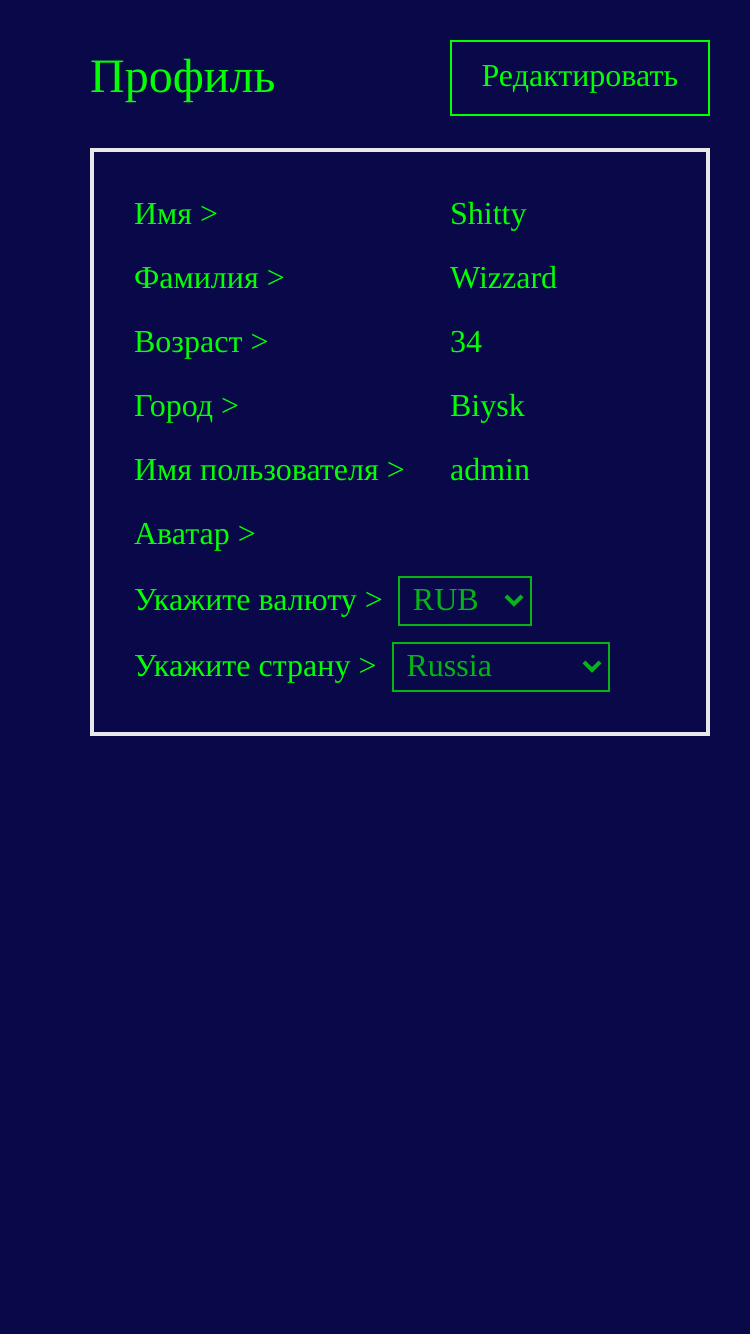 Профиль
Редактировать
Имя > Shitty
Фамилия > Wizzard
Возраст > 34
Город > Biysk
Имя пользователя > admin
Аватар >
Укажите валюту > RUB
Укажите страну > Russia